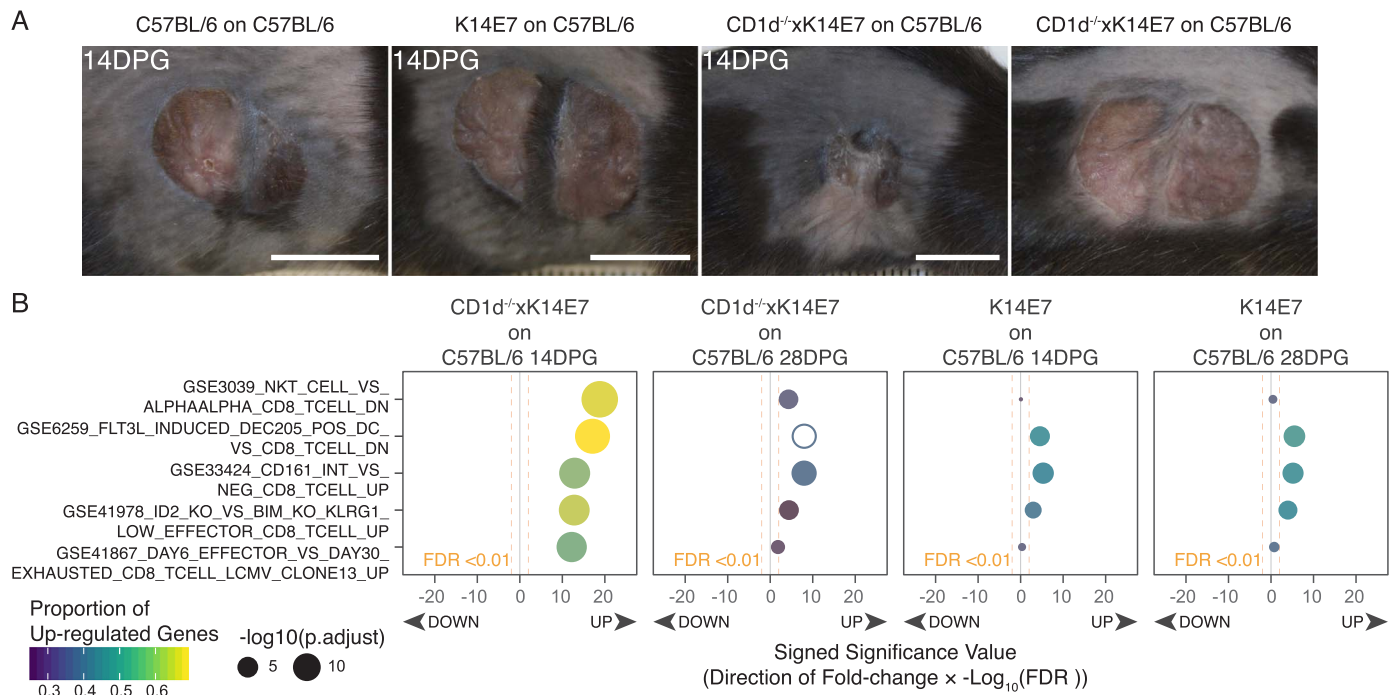 A
C57BL/6 on C57BL/6
K14E7 on C57BL/6
CD1d-/-xK14E7 on C57BL/6
CD1d-/-xK14E7 on C57BL/6
14DPG
14DPG
14DPG
B
CD1d-/-xK14E7
on
C57BL/6 14DPG
CD1d-/-xK14E7
on
C57BL/6 28DPG
K14E7
on
C57BL/6 14DPG
K14E7
on
C57BL/6 28DPG
GSE3039_NKT_CELL_VS_
ALPHAALPHA_CD8_TCELL_DN
GSE6259_FLT3L_INDUCED_DEC205_POS_DC_
VS_CD8_TCELL_DN
GSE33424_CD161_INT_VS_
NEG_CD8_TCELL_UP
GSE41978_ID2_KO_VS_BIM_KO_KLRG1_
LOW_EFFECTOR_CD8_TCELL_UP
GSE41867_DAY6_EFFECTOR_VS_DAY30_
EXHAUSTED_CD8_TCELL_LCMV_CLONE13_UP
FDR <0.01
FDR <0.01
FDR <0.01
FDR <0.01
-20 -10 0 10 20
-20 -10 0 10 20
-20 -10 0 10 20
-20 -10 0 10 20
DOWN UP
DOWN UP
DOWN UP
DOWN UP
Proportion of
Up-regulated Genes
0.3 0.4 0.5 0.6
-log10(p.adjust)
5 10
Signed Significance Value
(Direction of Fold-change × -Log10(FDR ))